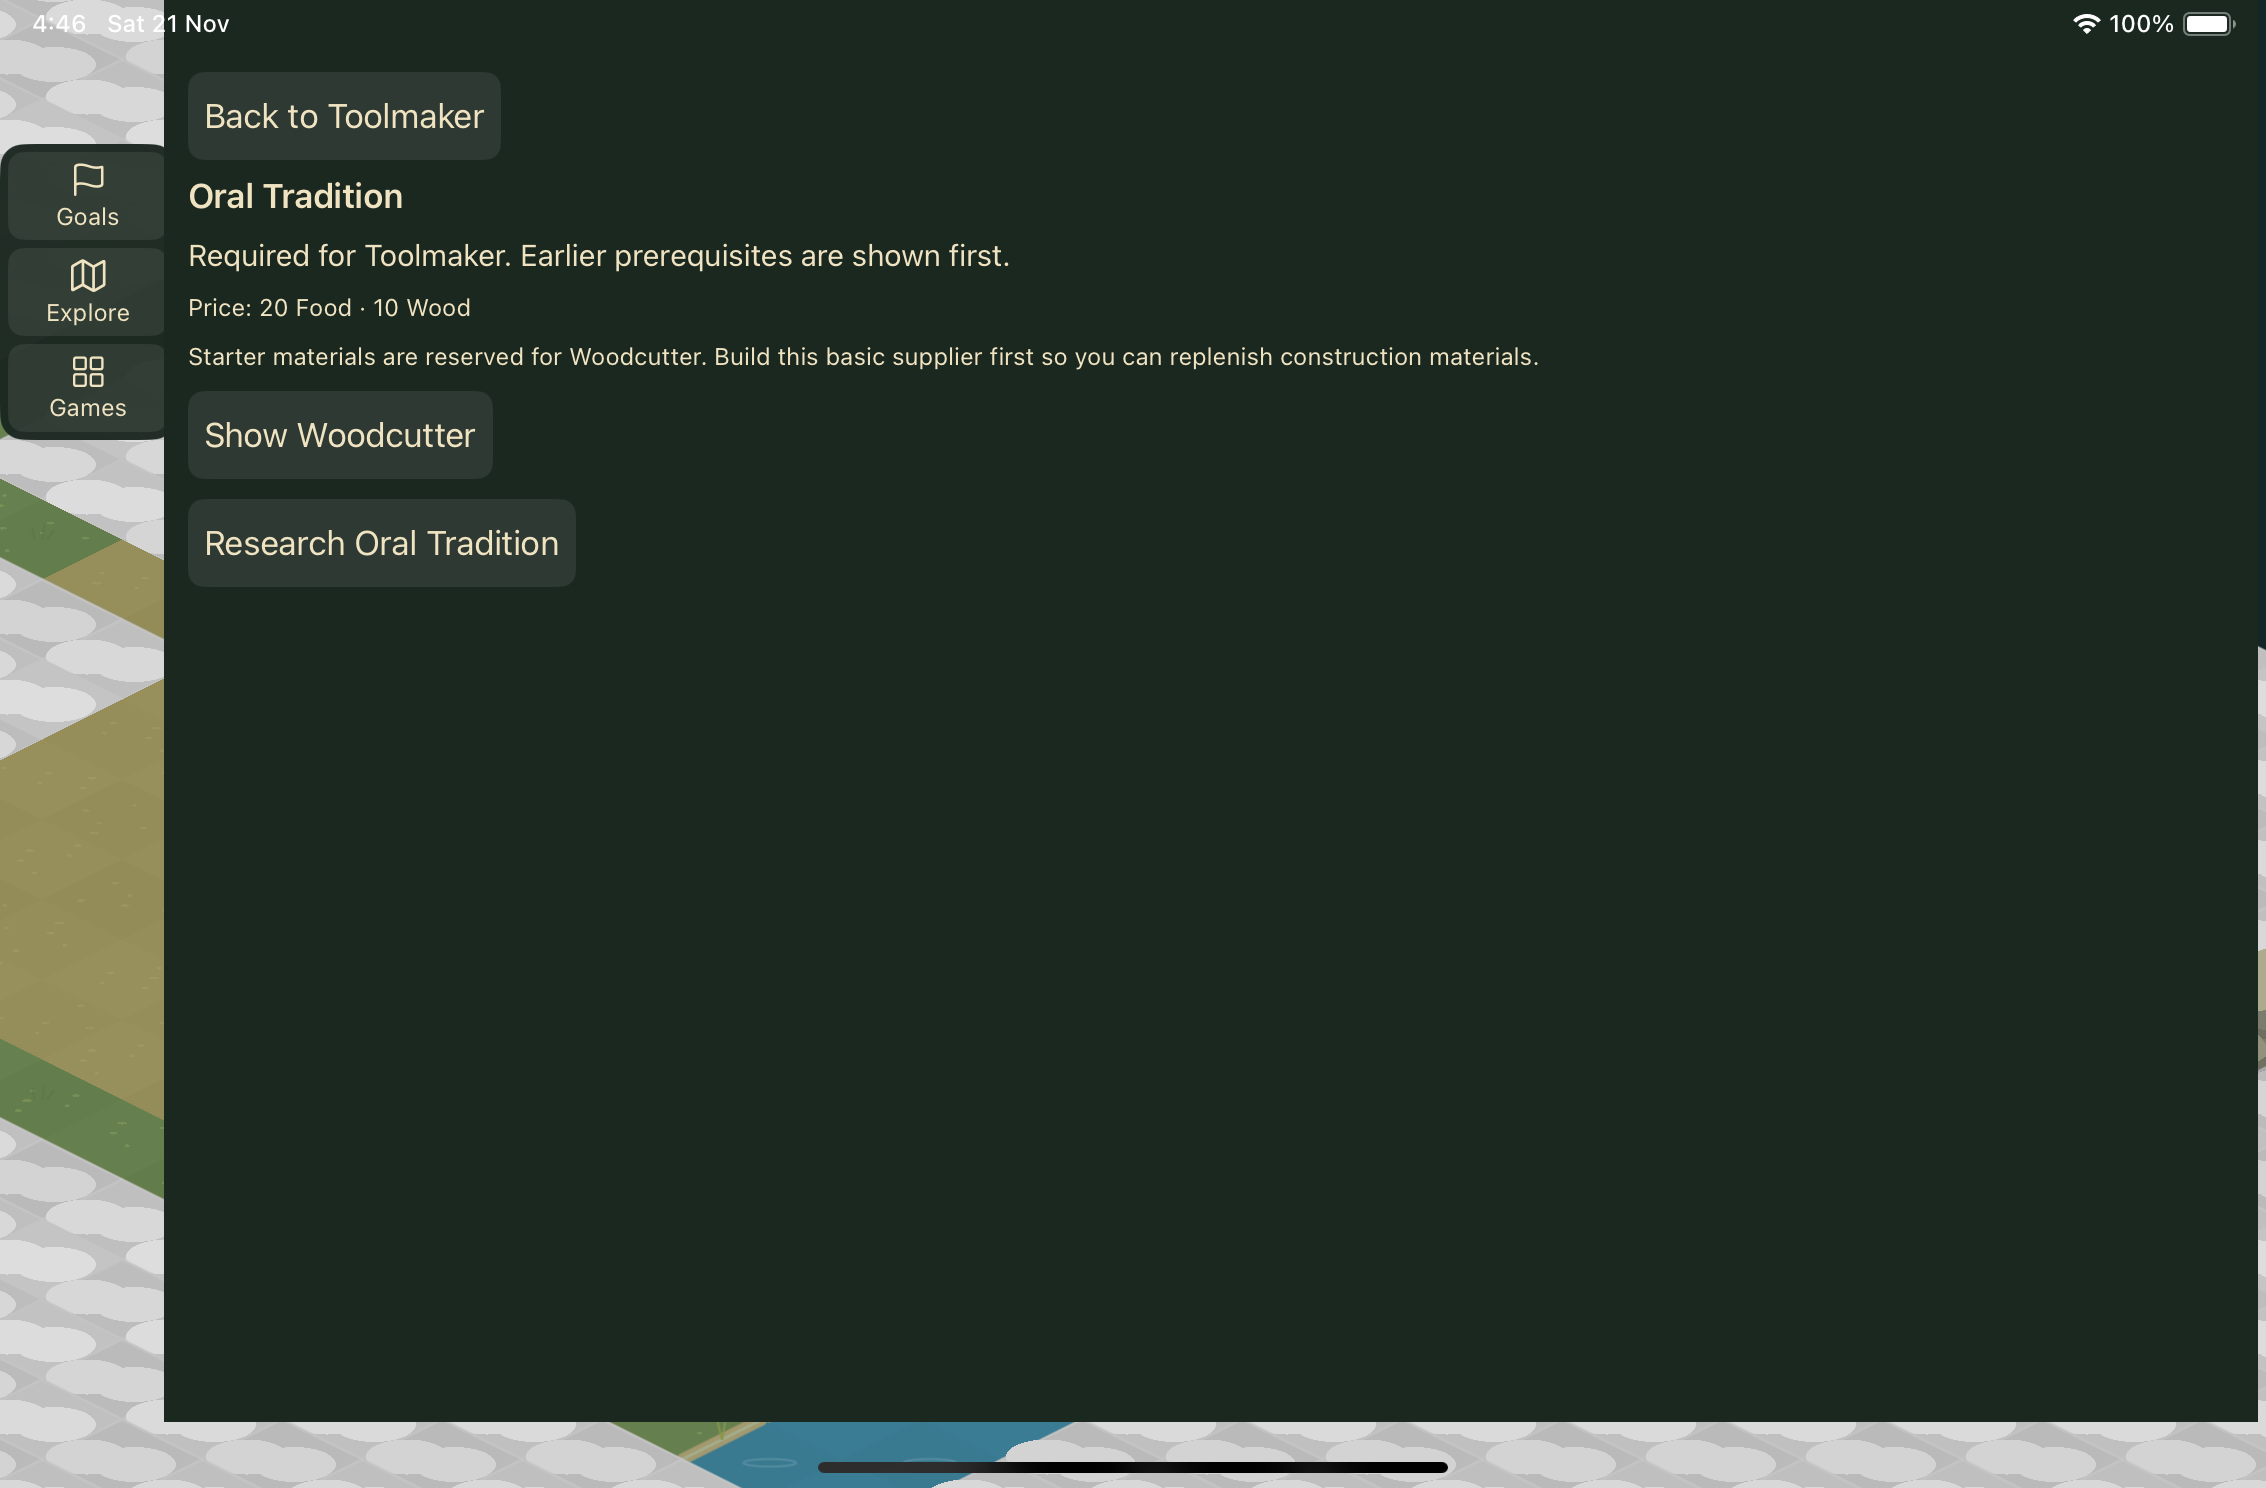 4:46 Sat 21 Nov
100%
Back to Toolmaker
Goals
Explore
Games
Oral Tradition
Required for Toolmaker. Earlier prerequisites are shown first.
Price: 20 Food · 10 Wood
Starter materials are reserved for Woodcutter. Build this basic supplier first so you can replenish construction materials.
Show Woodcutter
Research Oral Tradition